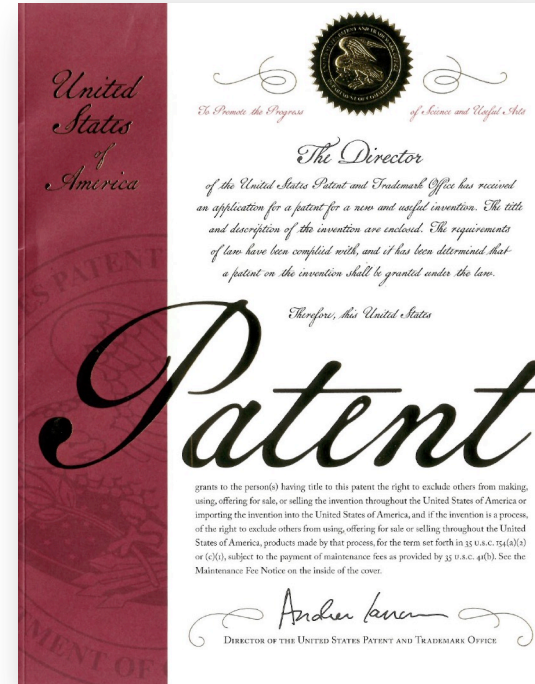 United
States
of
America
To Promote the Progress
of Science and Useful Arts
The Director
of the United States Patent and Trademark Office has received
an application for a patent for a new and useful invention. The title
and description of the invention are enclosed. The requirements
of law have been complied with, and it has been determined that
a patent on the invention shall be granted under the law.
Therefore, this United States
Patent
grants to the person(s) having title to this patent the right to exclude others from making,
using, offering for sale, or selling the invention throughout the United States of America or
importing the invention into the United States of America, and if the invention is a process,
of the right to exclude others from using, offering for sale or selling throughout the United
States of America, products made by that process, for the term set forth in 35 U.S.C. 154(a)(2)
or (c)(1), subject to the payment of maintenance fees as provided by 35 U.S.C. 41(b). See the
Maintenance Fee Notice on the inside of the cover.
DIRECTOR OF THE UNITED STATES PATENT AND TRADEMARK OFFICE